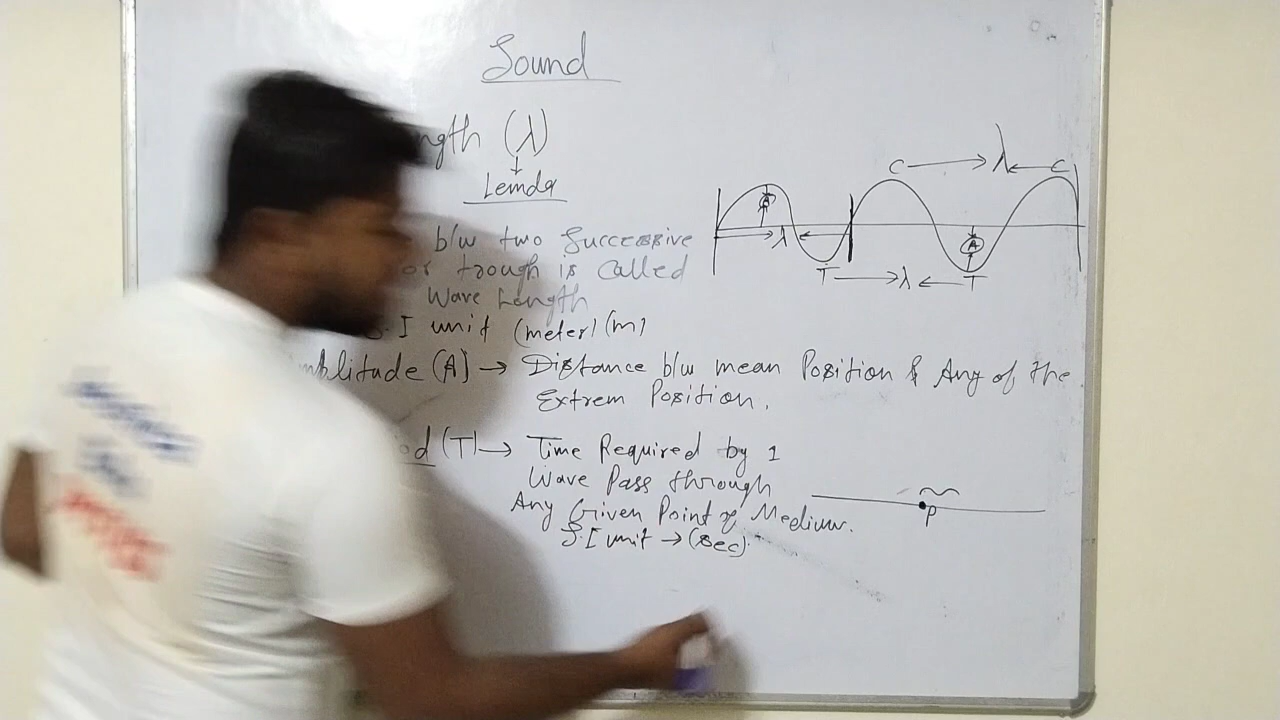 Sound
ngth (λ)
Lemda
b/w two Successive
or trough is called
Wave Length
S.I unit (meter) (m)
mplitude (A) → Distance b/w mean Position & Any of the
Extrem Position.
od (T) → Time Required by 1
Wave Pass through
Any Given Point of Medium.
S.I unit → (sec).
C → λ ← C
A
λ
A
T → λ ← T
P